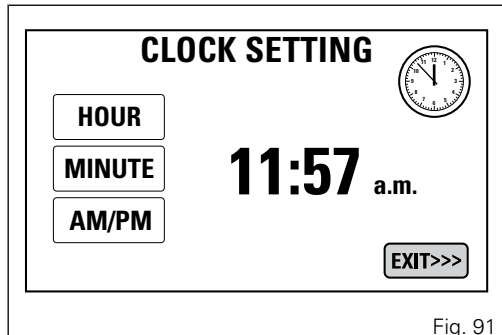 CLOCK SETTING
HOUR
MINUTE
11:57 a.m.
AM/PM
EXIT>>>
Fig. 91